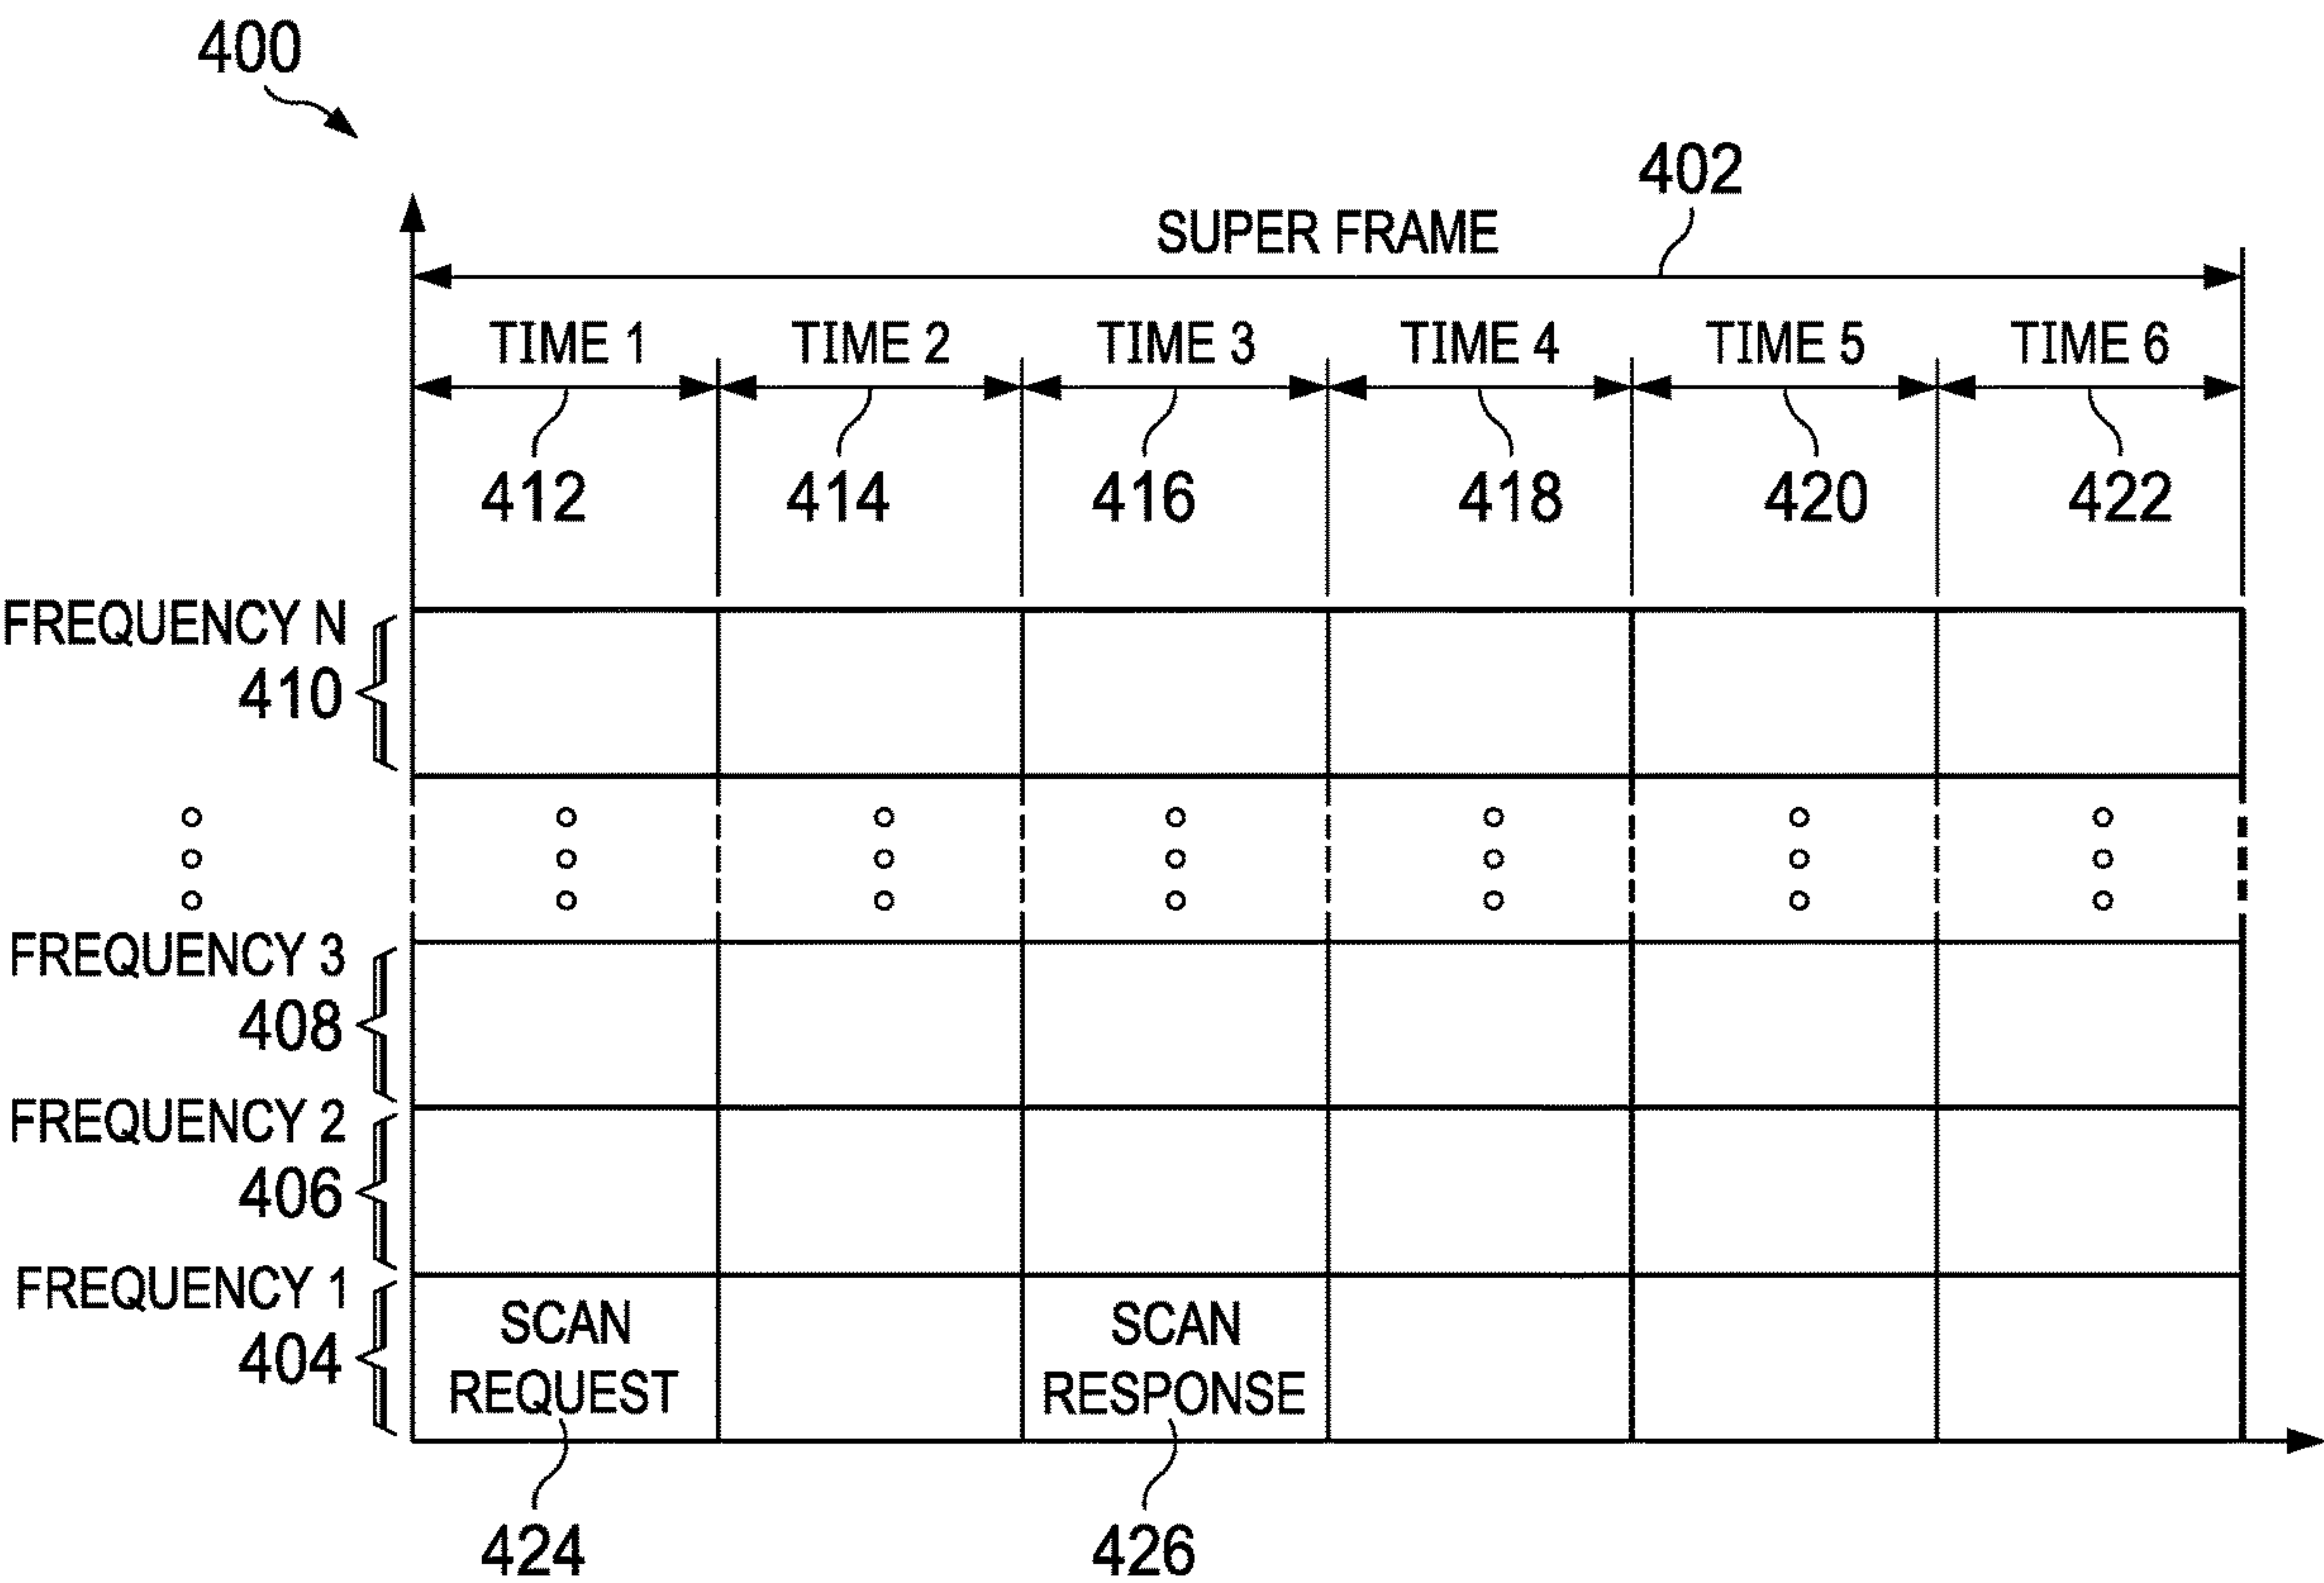 400
402
SUPER FRAME
TIME 1 TIME 2 TIME 3 TIME 4 TIME 5 TIME 6
412 414 416 418 420 422
FREQUENCY N
410
FREQUENCY 3
408
FREQUENCY 2
406
FREQUENCY 1
404
SCAN
REQUEST
SCAN
RESPONSE
424 426